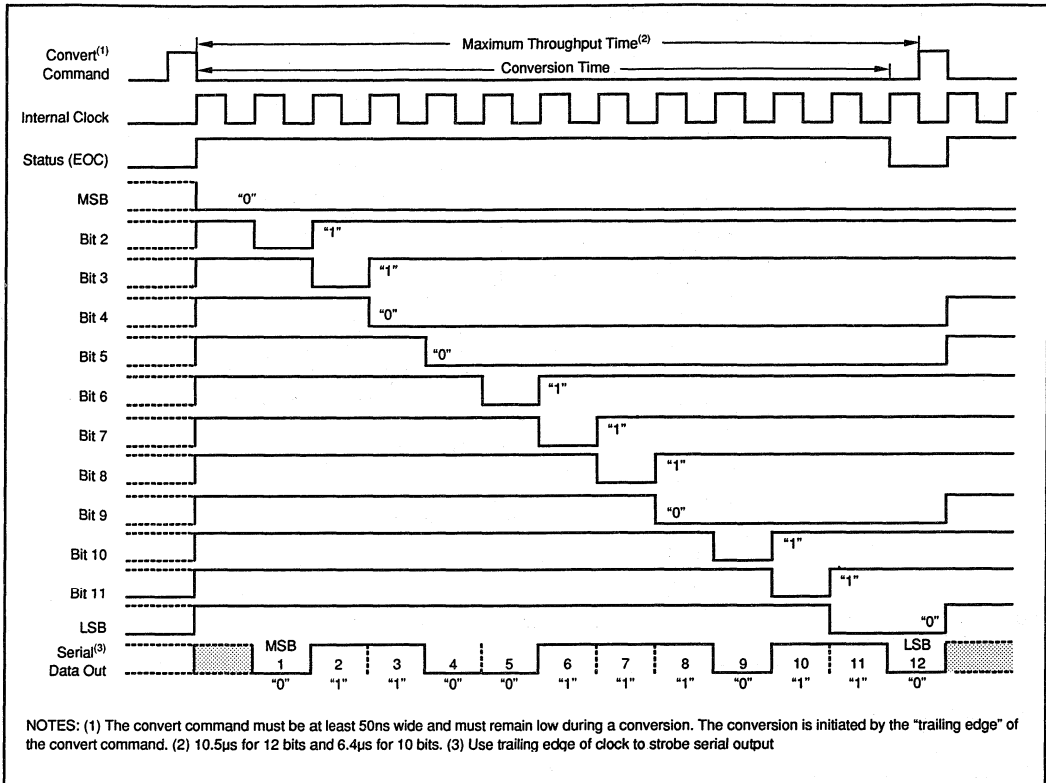 Maximum Throughput Time(2)
Convert(1)
Command
Conversion Time
Internal Clock
Status (EOC)
MSB
“0”
Bit 2
“1”
Bit 3
“1”
Bit 4
“0”
Bit 5
“0”
Bit 6
“1”
Bit 7
“1”
Bit 8
“1”
Bit 9
“0”
Bit 10
“1”
Bit 11
“1”
LSB
“0”
Serial(3)
Data Out
MSB
LSB
1 2 3 4 5 6 7 8 9 10 11 12
“0” “1” “1” “0” “0” “1” “1” “1” “0” “1” “1” “0”
NOTES: (1) The convert command must be at least 50ns wide and must remain low during a conversion. The conversion is initiated by the “trailing edge” of
the convert command. (2) 10.5µs for 12 bits and 6.4µs for 10 bits. (3) Use trailing edge of clock to strobe serial output